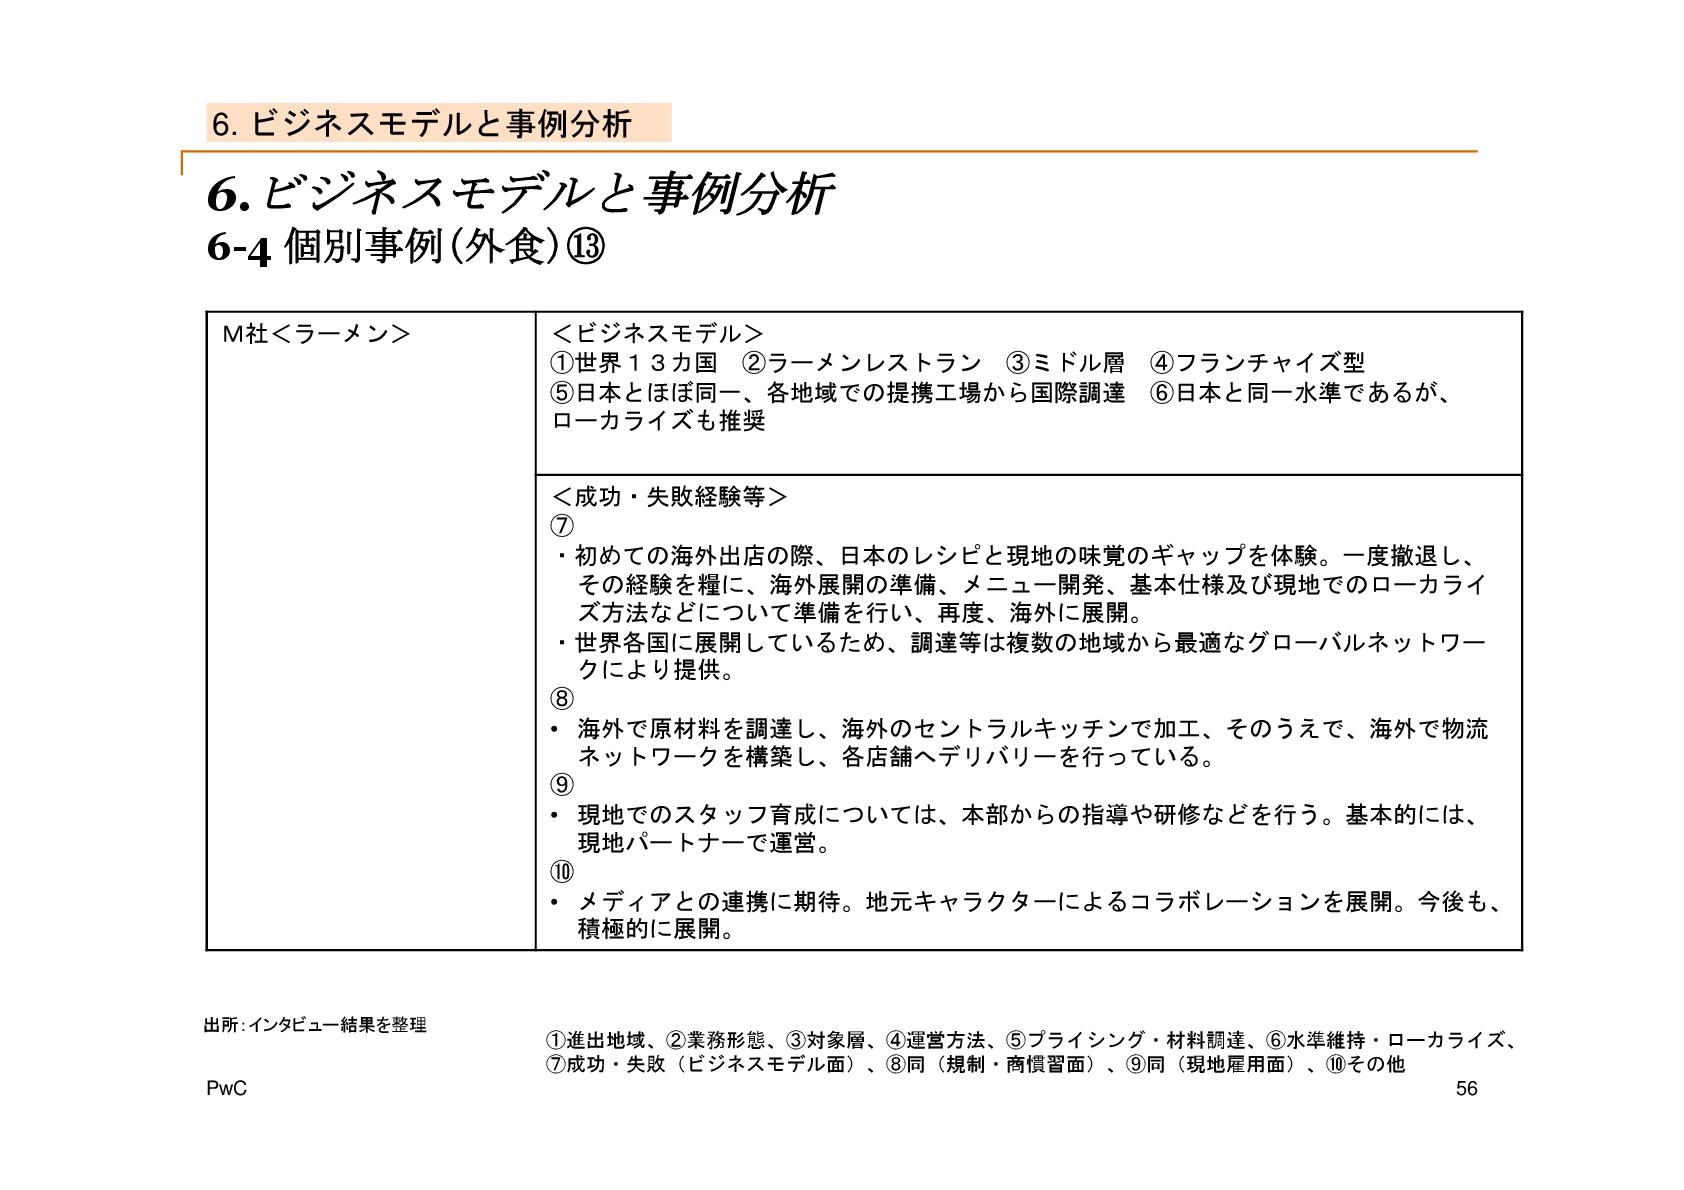 6. ビジネスモデルと事例分析
6. ビジネスモデルと事例分析
6-4 個別事例(外食)⑬
M社＜ラーメン＞
＜ビジネスモデル＞
①世界１３カ国　②ラーメンレストラン　③ミドル層　④フランチャイズ型
⑤日本とほぼ同一、各地域での提携工場から国際調達　⑥日本と同一水準であるが、
ローカライズも推奨
＜成功・失敗経験等＞
⑦
・初めての海外出店の際、日本のレシピと現地の味覚のギャップを体験。一度撤退し、
その経験を糧に、海外展開の準備、メニュー開発、基本仕様及び現地でのローカライ
ズ方法などについて準備を行い、再度、海外に展開。
・世界各国に展開しているため、調達等は複数の地域から最適なグローバルネットワー
クにより提供。
⑧
• 海外で原材料を調達し、海外のセントラルキッチンで加工、そのうえで、海外で物流
ネットワークを構築し、各店舗へデリバリーを行っている。
⑨
• 現地でのスタッフ育成については、本部からの指導や研修などを行う。基本的には、
現地パートナーで運営。
⑩
• メディアとの連携に期待。地元キャラクターによるコラボレーションを展開。今後も、
積極的に展開。
出所:インタビュー結果を整理
①進出地域、②業務形態、③対象層、④運営方法、⑤プライシング・材料調達、⑥水準維持・ローカライズ、
⑦成功・失敗（ビジネスモデル面）、⑧同（規制・商慣習面）、⑨同（現地雇用面）、⑩その他
PwC
56